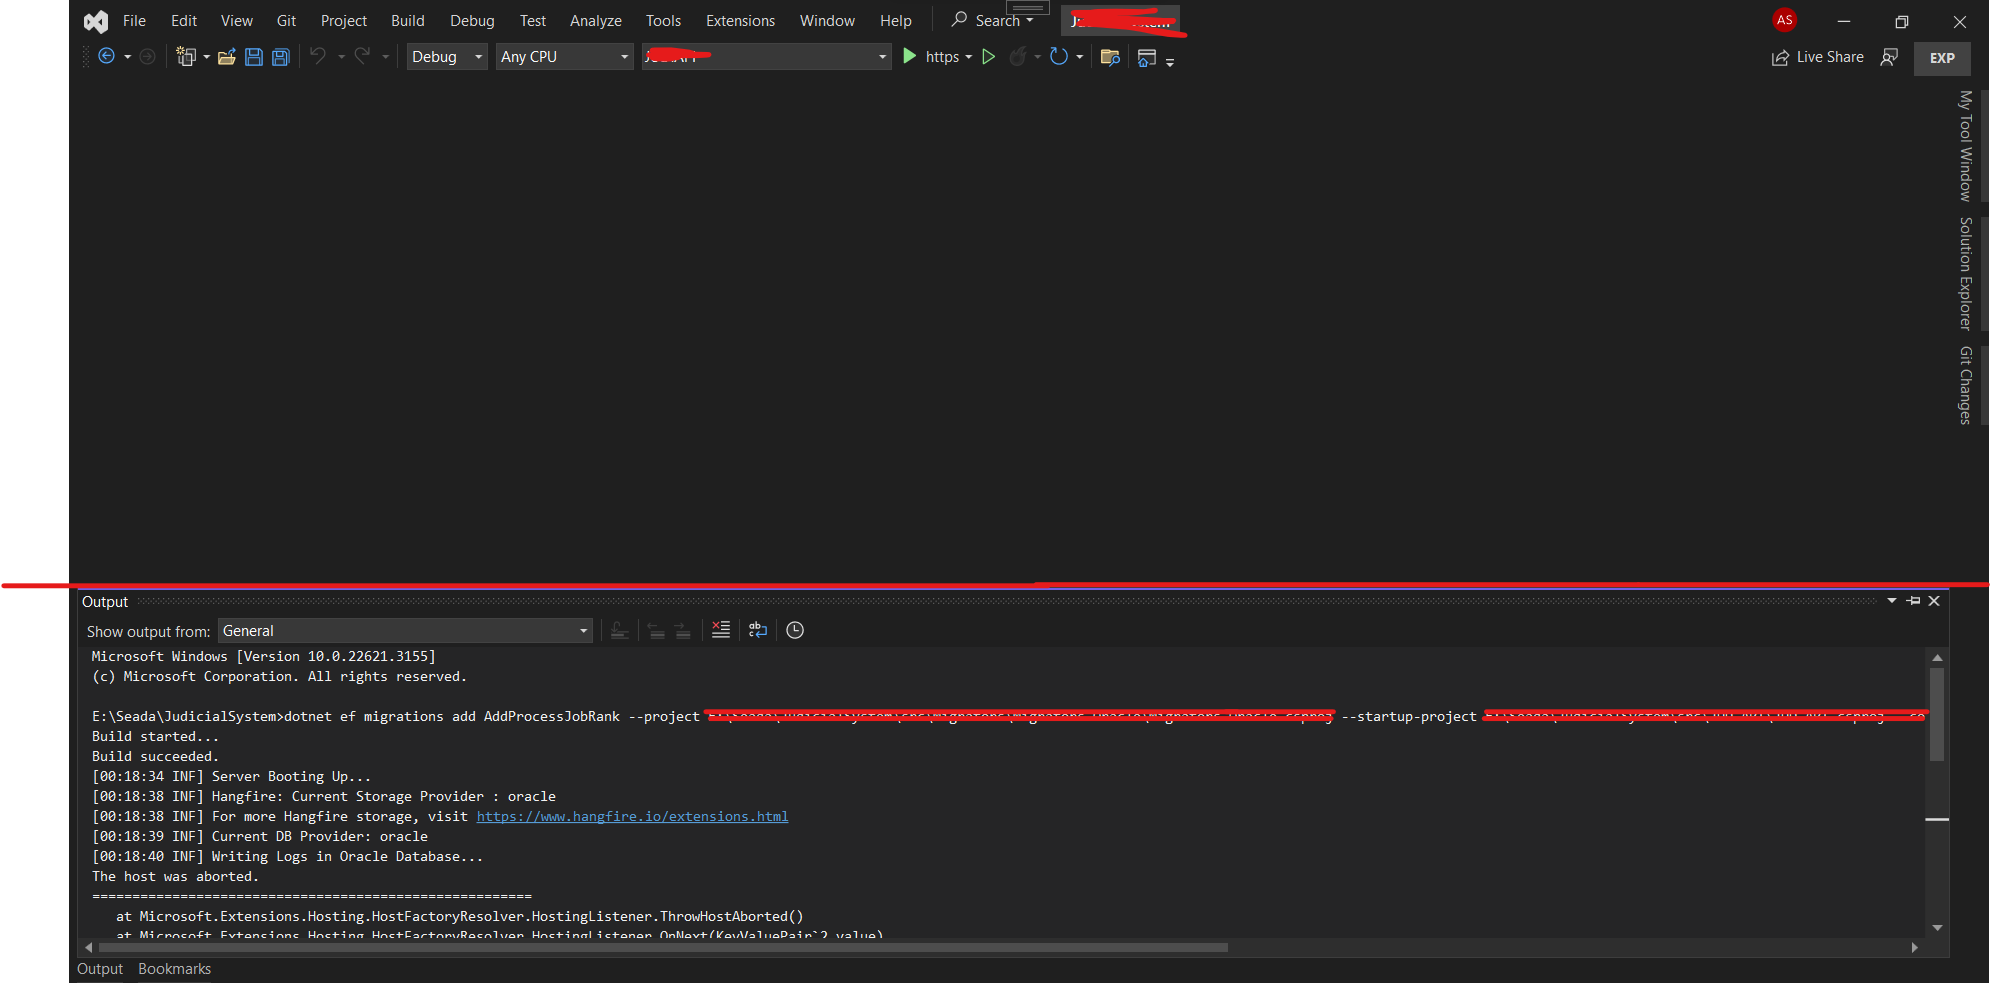 File Edit View Git Project Build Debug Test Analyze Tools Extensions Window Help Search
AS
Debug Any CPU https Live Share EXP
My Tool Window
Solution Explorer
Git Changes
Output
Show output from: General
Microsoft Windows [Version 10.0.22621.3155]
(c) Microsoft Corporation. All rights reserved.
E:\Seada\JudicialSystem>dotnet ef migrations add AddProcessJobRank --project --startup-project
Build started...
Build succeeded.
[00:18:34 INF] Server Booting Up...
[00:18:38 INF] Hangfire: Current Storage Provider : oracle
[00:18:38 INF] For more Hangfire storage, visit https://www.hangfire.io/extensions.html
[00:18:39 INF] Current DB Provider: oracle
[00:18:40 INF] Writing Logs in Oracle Database...
The host was aborted.
=======================================================
at Microsoft.Extensions.Hosting.HostFactoryResolver.HostingListener.ThrowHostAborted()
at Microsoft.Extensions.Hosting.HostFactoryResolver.HostingListener.OnNext(KeyValuePair`2 value)
Output Bookmarks